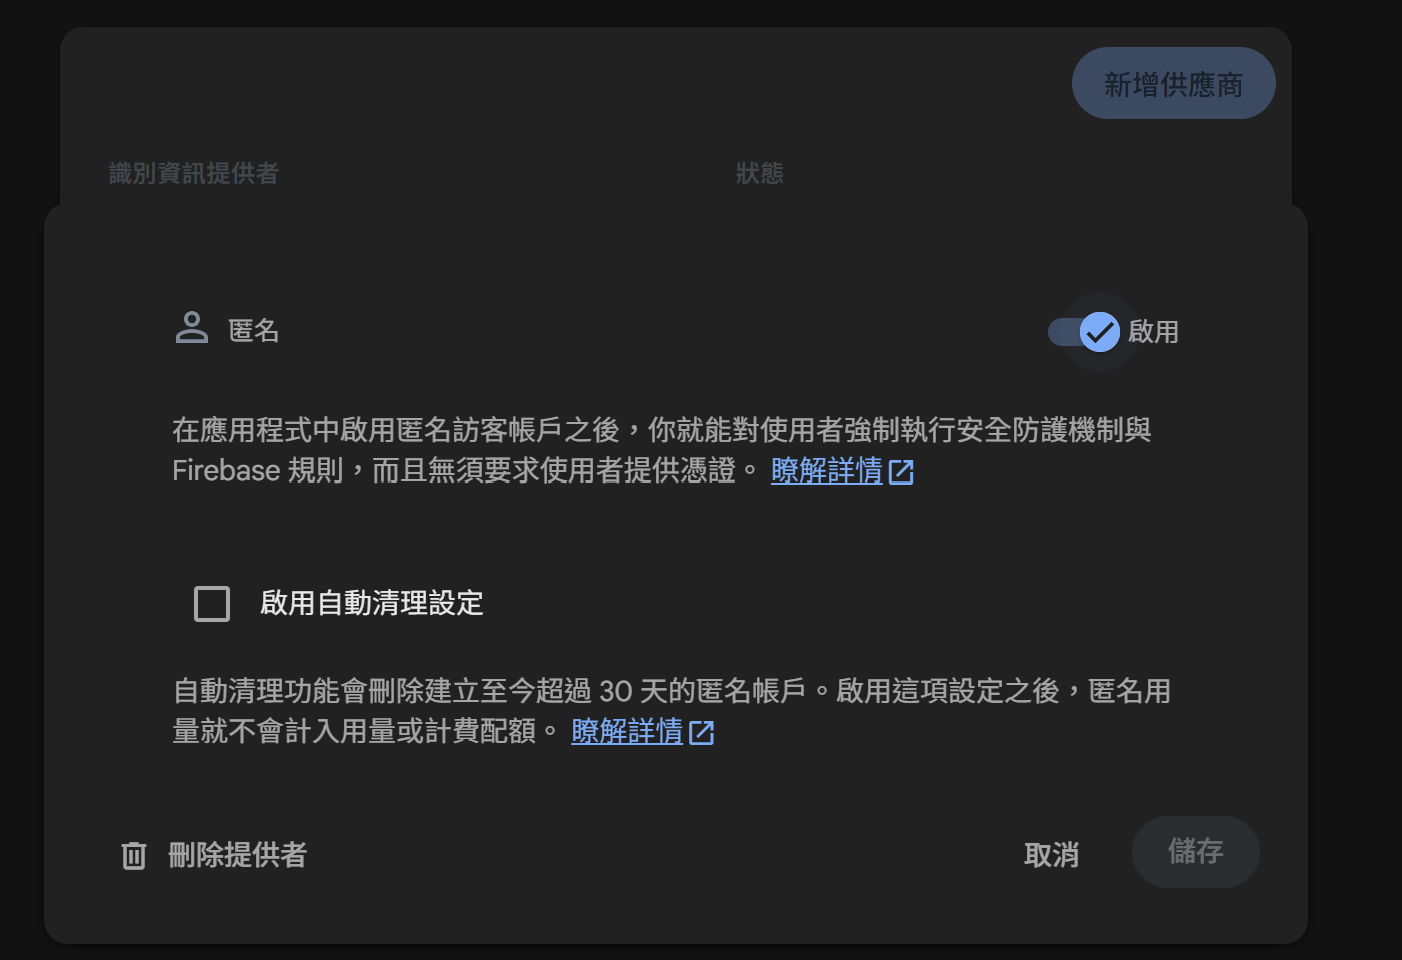 新增供應商
識別資訊提供者
狀態
匿名
啟用
在應用程式中啟用匿名訪客帳戶之後，你就能對使用者強制執行安全防護機制與
Firebase 規則，而且無須要求使用者提供憑證。 瞭解詳情
啟用自動清理設定
自動清理功能會刪除建立至今超過 30 天的匿名帳戶。啟用這項設定之後，匿名用
量就不會計入用量或計費配額。 瞭解詳情
刪除提供者
取消
儲存